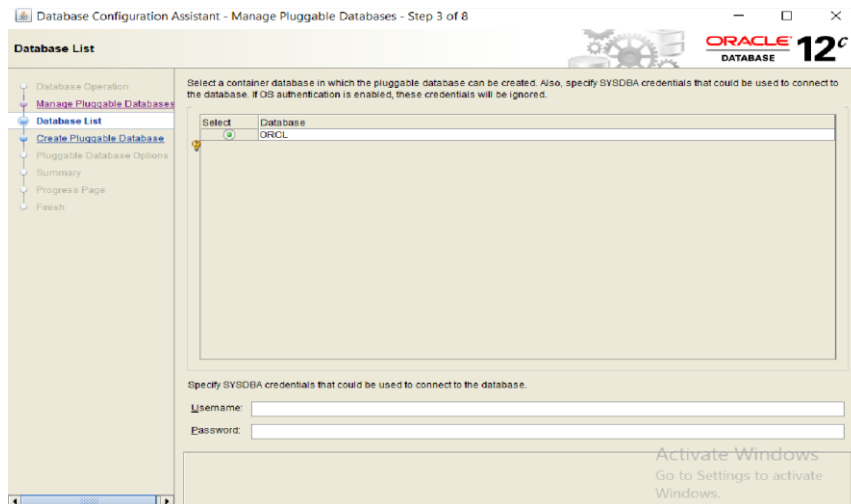 Database Configuration Assistant - Manage Pluggable Databases - Step 3 of 8
Database List
ORACLE
DATABASE
12c
Database Operation
Manage Pluggable Databases
Database List
Create Pluggable Database
Pluggable Database Options
Summary
Progress Page
Finish
Select a container database in which the pluggable database can be created. Also, specify SYSDBA credentials that could be used to connect to
the database. If OS authentication is enabled, these credentials will be ignored.
Select Database
ORCL
Specify SYSDBA credentials that could be used to connect to the database.
Username:
Password:
Activate Windows
Go to Settings to activate
Windows.